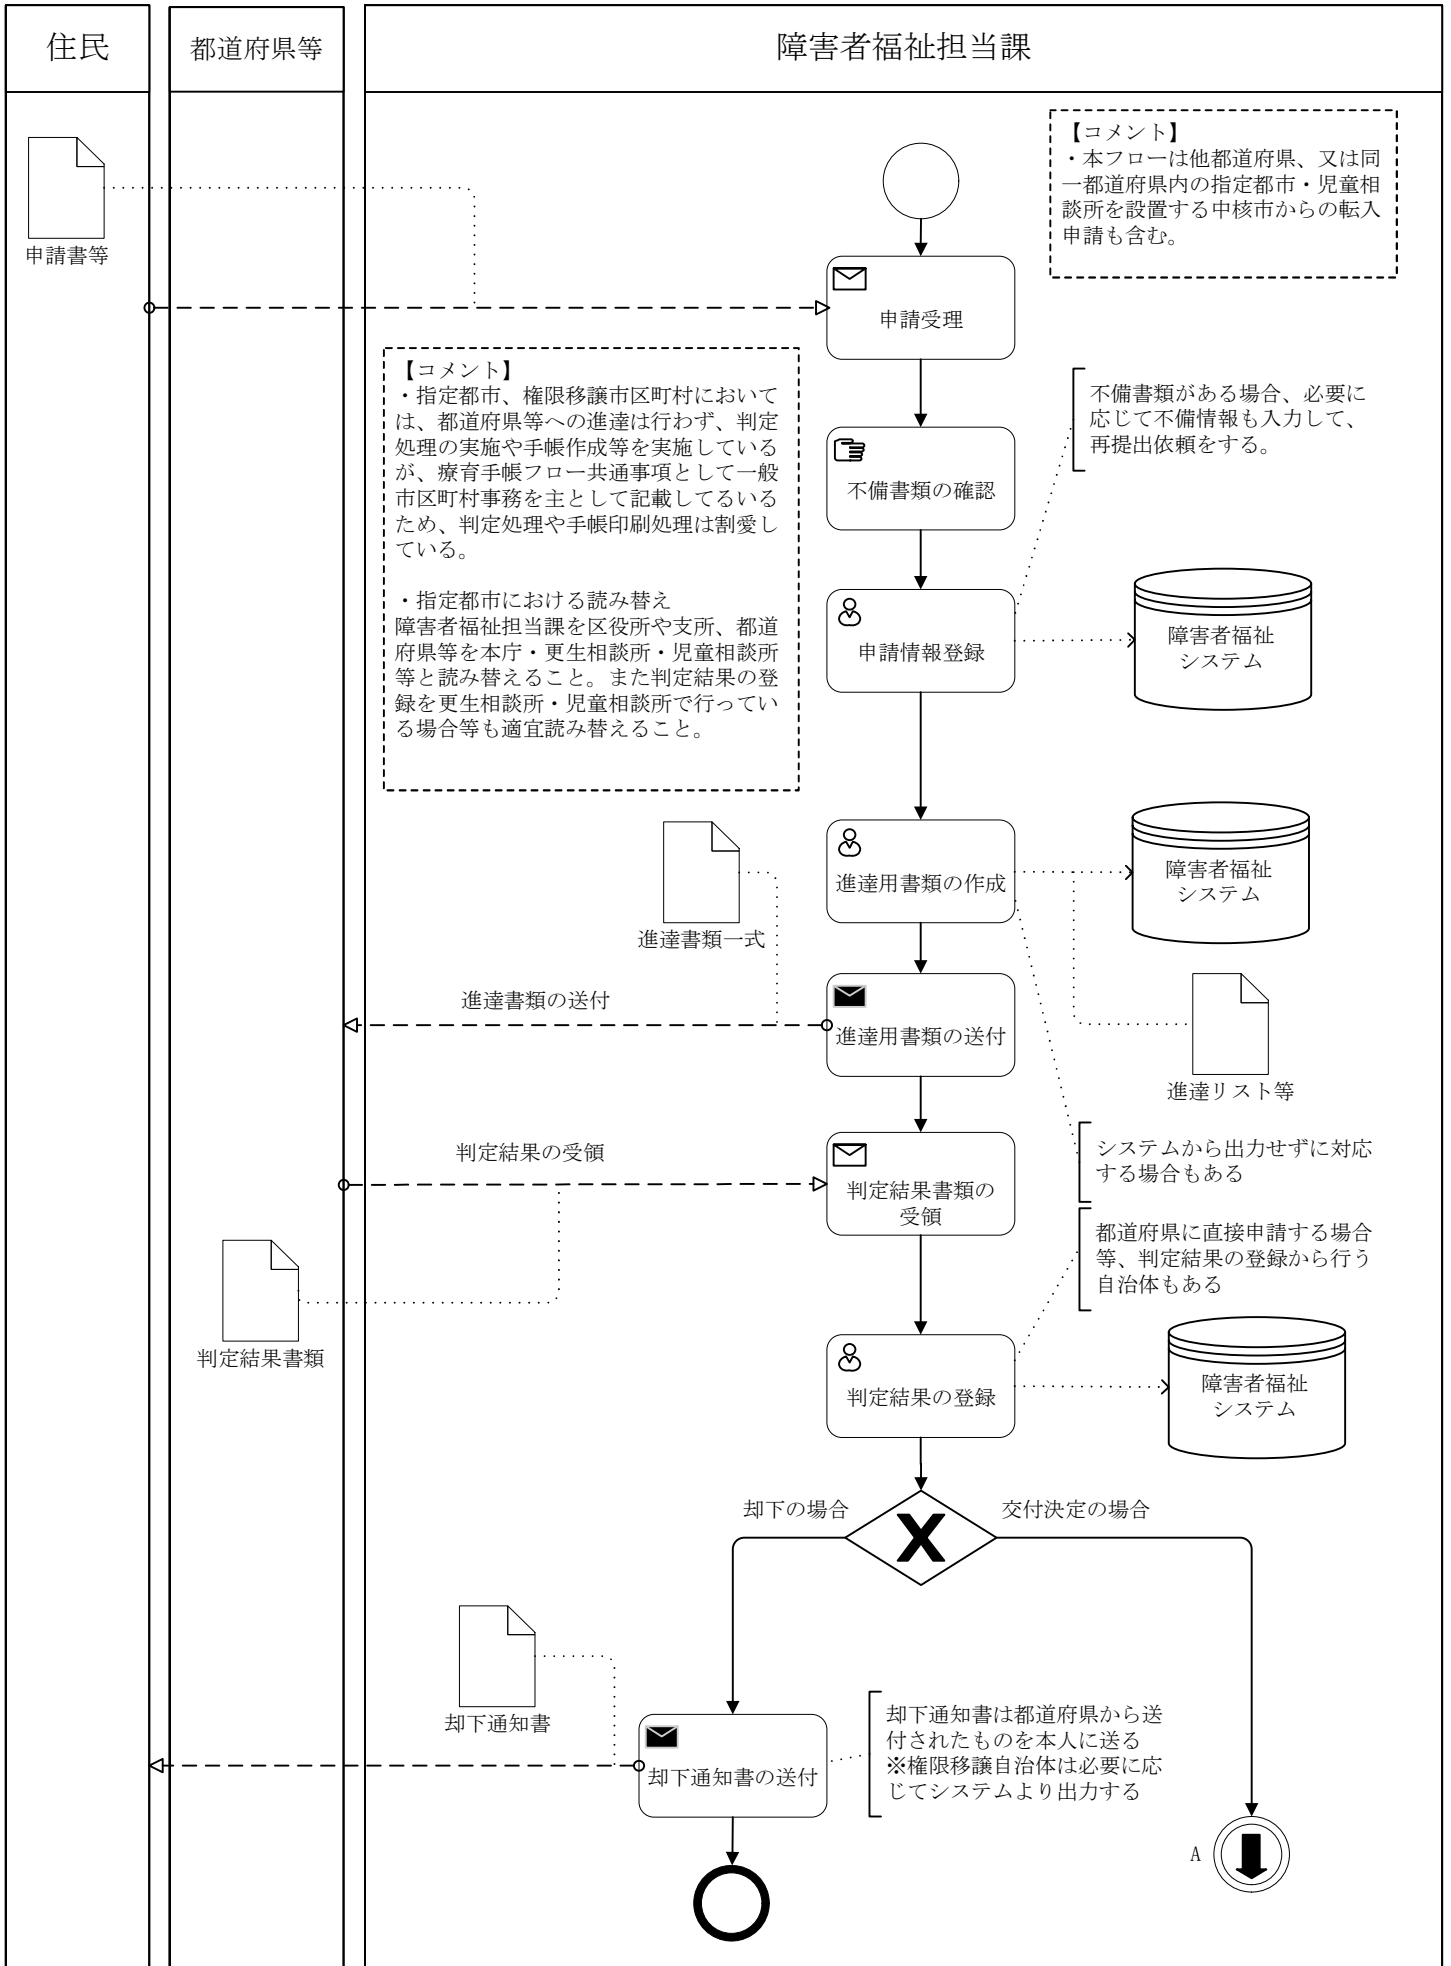 住民
都道府県等
障害者福祉担当課
【コメント】
・本フローは他都道府県、又は同
一都道府県内の指定都市・児童相
談所を設置する中核市からの転入
申請も含む。
申請書等
申請受理
【コメント】
・指定都市、権限移譲市区町村において
は、都道府県等への進達は行わず、判定
処理の実施や手帳作成等を実施している
が、療育手帳フロー共通事項として一般
市区町村事務を主として記載してるいる
ため、判定処理や手帳印刷処理は割愛し
ている。
・指定都市における読み替え
障害者福祉担当課を区役所や支所、都道
府県等を本庁・更生相談所・児童相談所
等と読み替えること。また判定結果の登
録を更生相談所・児童相談所で行ってい
る場合等も適宜読み替えること。
不備書類がある場合、必要に
応じて不備情報も入力して、
再提出依頼をする。
不備書類の確認
申請情報登録
障害者福祉
システム
進達用書類の作成
障害者福祉
システム
進達書類一式
進達書類の送付
進達用書類の送付
進達リスト等
システムから出力せずに対応
する場合もある
判定結果の受領
判定結果書類の
受領
都道府県に直接申請する場合
等、判定結果の登録から行う
自治体もある
判定結果書類
判定結果の登録
障害者福祉
システム
却下の場合
交付決定の場合
却下通知書
却下通知書の送付
却下通知書は都道府県から送
付されたものを本人に送る
※権限移譲自治体は必要に応
じてシステムより出力する
A